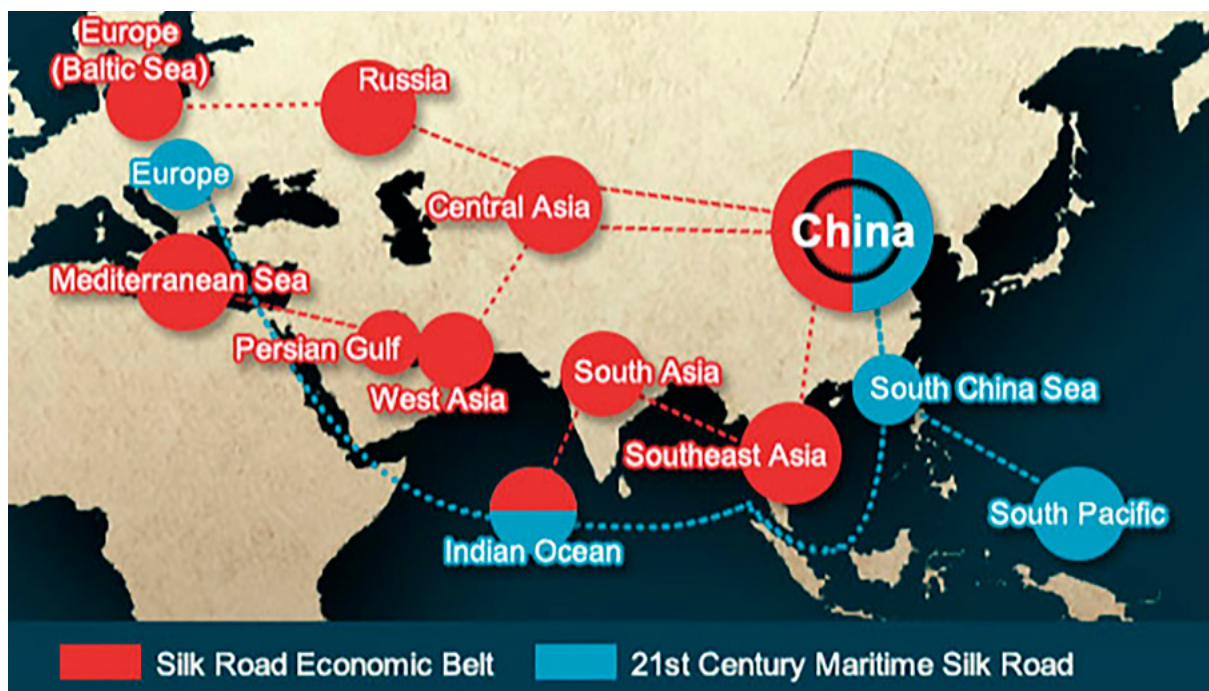 Europe
(Baltic Sea)
Russia
Europe
Central Asia
China
Mediterranean Sea
Persian Gulf
West Asia
South Asia
South China Sea
Southeast Asia
South Pacific
Indian Ocean
Silk Road Economic Belt
21st Century Maritime Silk Road